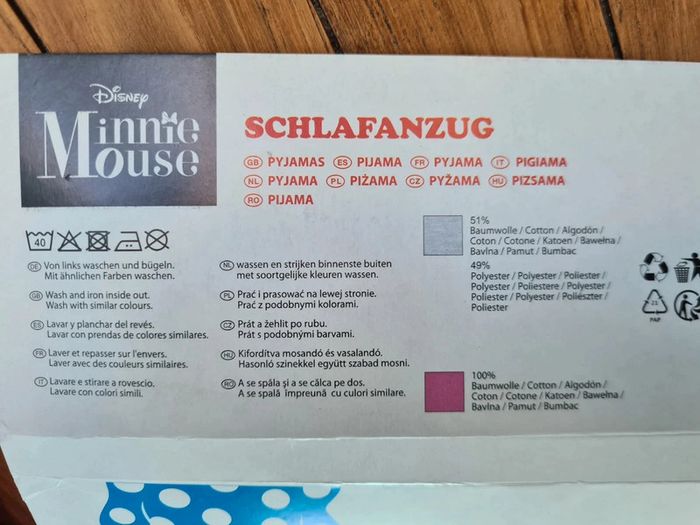 Disney
Minnie
Mouse
SCHLAFANZUG
GB PYJAMAS ES PIJAMA FR PYJAMA IT PIGIAMA
NL PYJAMA PL PIŻAMA CZ PYŽAMA HU PIZSAMA
RO PIJAMA
40
DE Von links waschen und bügeln.
Mit ähnlichen Farben waschen.
GB Wash and iron inside out.
Wash with similar colours.
ES Lavar y planchar del revés.
Lavar con prendas de colores similares.
FR Laver et repasser sur l'envers.
Laver avec des couleurs similaires.
IT Lavare e stirare a rovescio.
Lavare con colori simili.
NL wassen en strijken binnenste buiten
met soortgelijke kleuren wassen.
PL Prać i prasować na lewej stronie.
Prać z podobnymi kolorami.
CZ Prát a žehlit po rubu.
Prát s podobnými barvami.
HU Kifordítva mosandó és vasalandó.
Hasonló szinekkel együtt szabad mosni.
RO A se spăla şi a se călca pe dos.
A se spală împreună cu culori similare.
51%
Baumwolle / Cotton / Algodón /
Coton / Cotone / Katoen / Bawełna /
Bavlna / Pamut / Bumbac
49%
Polyester / Polyester / Poliester /
Polyester / Poliestere / Polyester /
Poliester / Polyester / Poliészter /
Poliester
100%
Baumwolle / Cotton / Algodón /
Coton / Cotone / Katoen / Bawełna /
Bavlna / Pamut / Bumbac
21
PAP